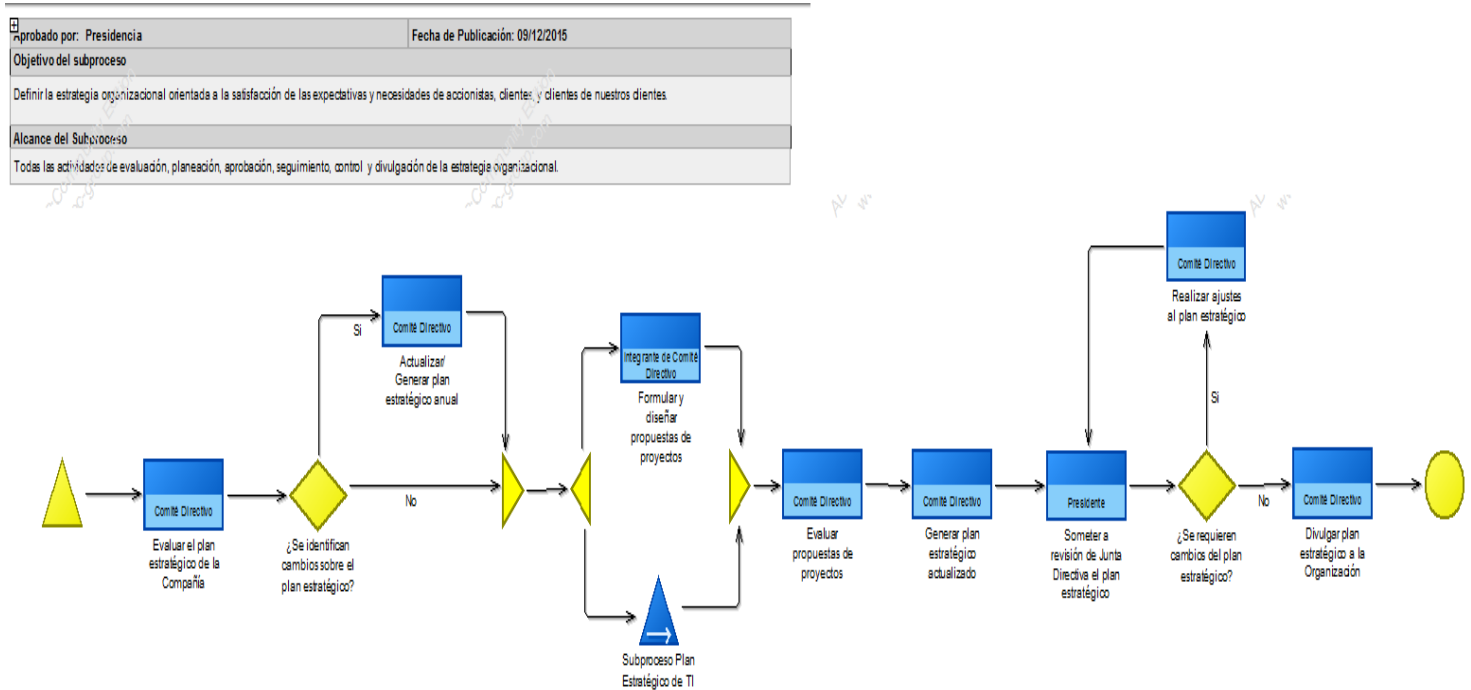 Aprobado por: Presidencia
Fecha de Publicación: 09/12/2015
Objetivo del subproceso
Definir la estrategia organizacional orientada a la satisfacción de las expectativas y necesidades de accionistas, clientes, y clientes de nuestros clientes.
Alcance del Subproceso
Todas las actividades de evaluación, planeación, aprobación, seguimiento, control y divulgación de la estrategia organizacional.
Comité Directivo
Evaluar el plan
estratégico de la
Compañía
¿Se identifican
cambios sobre el
plan estratégico?
Si
No
Comité Directivo
Actualizar/
Generar plan
estratégico anual
Integrante de Comité
Directivo
Formular y
diseñar
propuestas de
proyectos
Subproceso Plan
Estratégico de TI
Comité Directivo
Evaluar
propuestas de
proyectos
Comité Directivo
Generar plan
estratégico
actualizado
Presidente
Someter a
revisión de Junta
Directiva el plan
estratégico
¿Se requieren
cambios del plan
estratégico?
Si
No
Comité Directivo
Realizar ajustes
al plan estratégico
Comité Directivo
Divulgar plan
estratégico a la
Organización